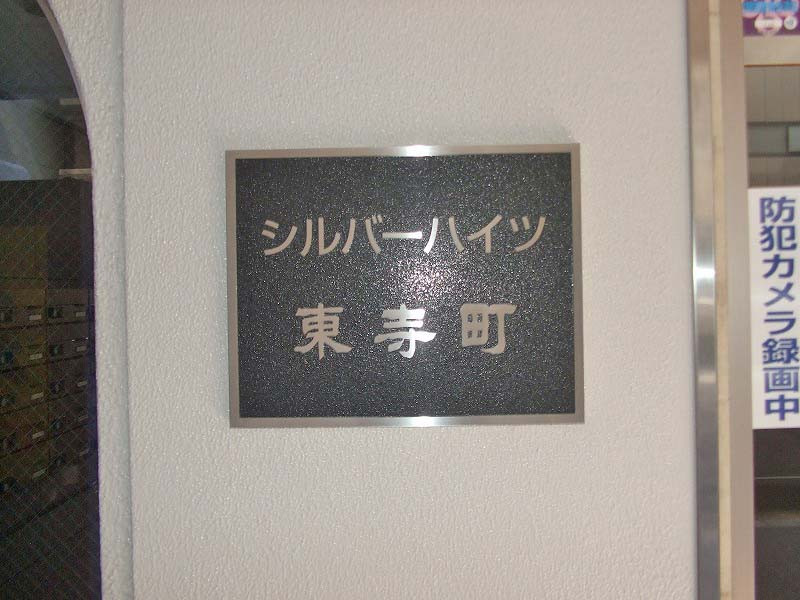 シルバーハイツ
東寺町
防犯カメラ録画中